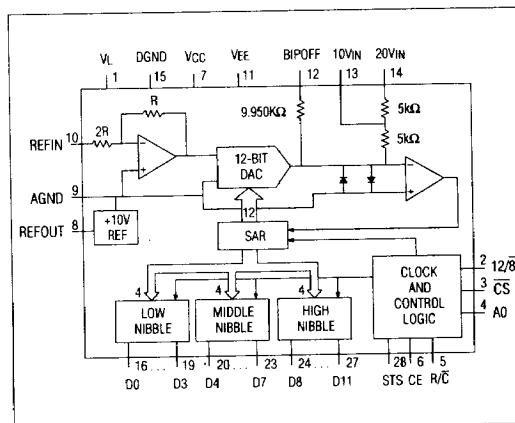 VL DGND VCC VEE BIPOFF 10VIN 20VIN
1 15 7 11 12 13 14
R
9.950KΩ
5kΩ
REFIN 10 2R
5kΩ
12-BIT
DAC
AGND 9
12
REFOUT 8
+10V
REF
SAR
2 12/8̅
CLOCK
AND
CONTROL
LOGIC
3 C̅S̅
4 A0
4 4 4
LOW
NIBBLE
MIDDLE
NIBBLE
HIGH
NIBBLE
16 . . . 19 20 . . . . 23 24 . . . . 27 28 6 5
D0 D3 D4 D7 D8 D11 STS CE R/C̅